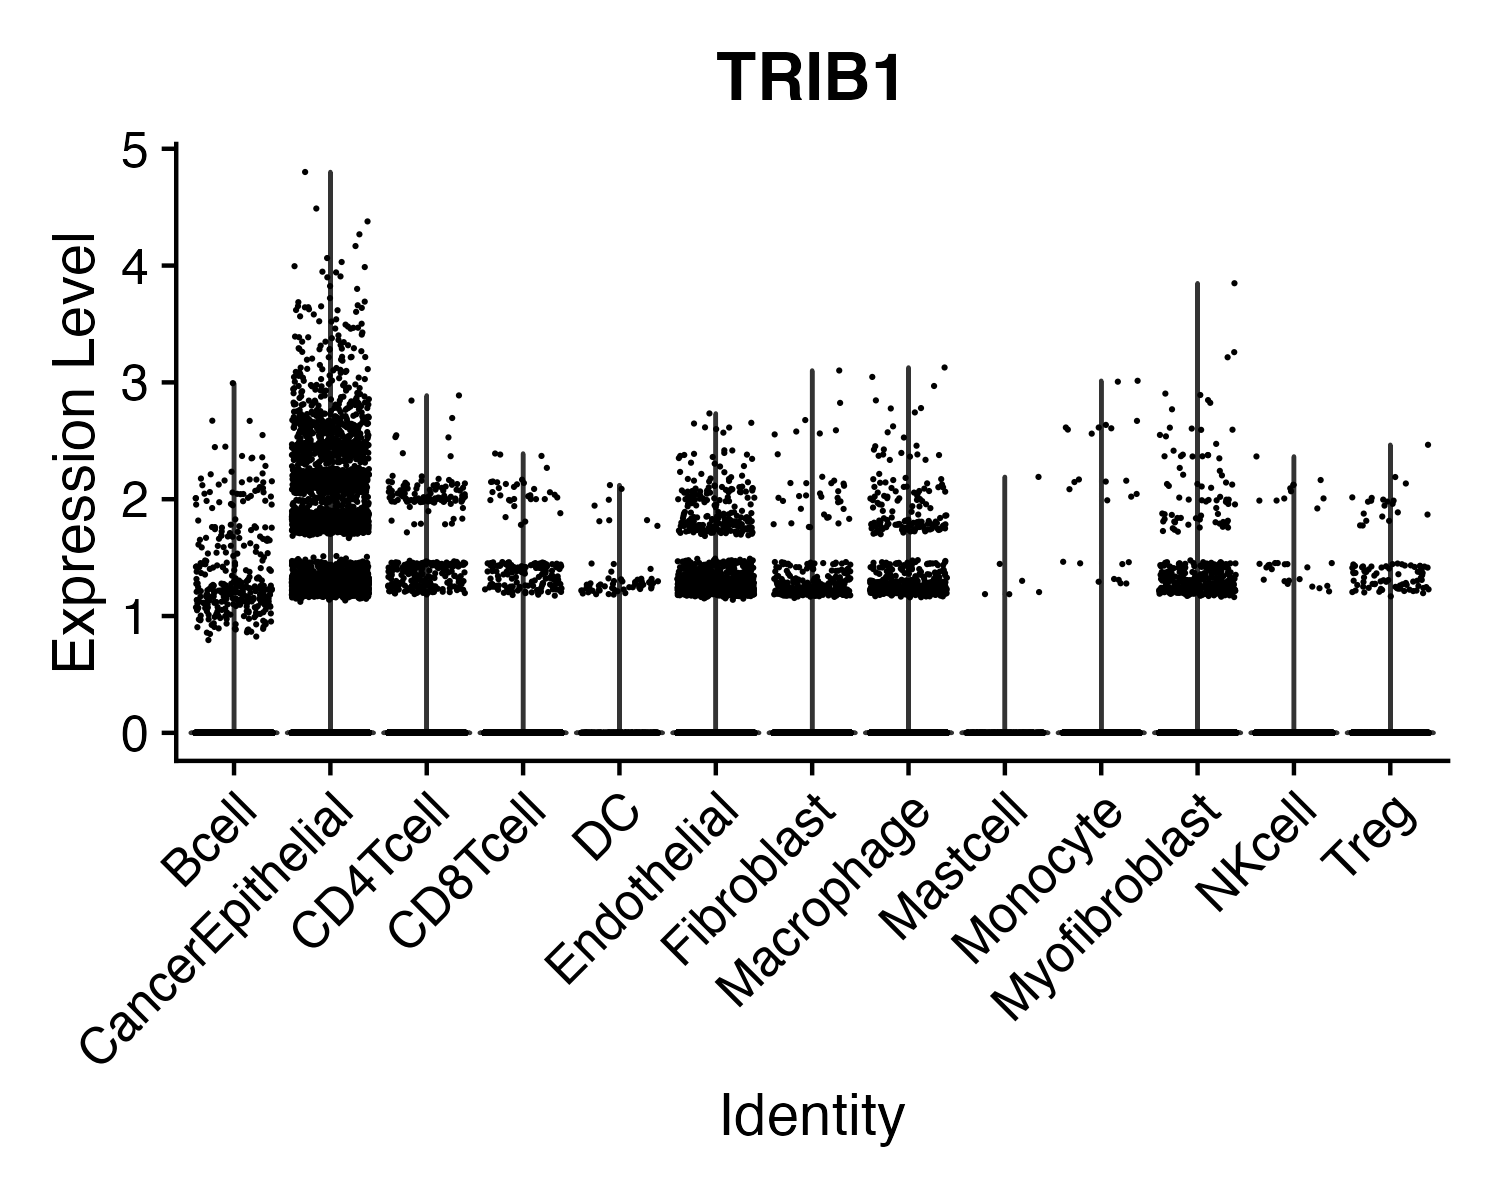 TRIB1
Expression Level
5
4
3
2
1
0
Bcell
CancerEpithelial
CD4Tcell
CD8Tcell
DC
Endothelial
Fibroblast
Macrophage
Mastcell
Monocyte
Myofibroblast
NKcell
Treg
Identity